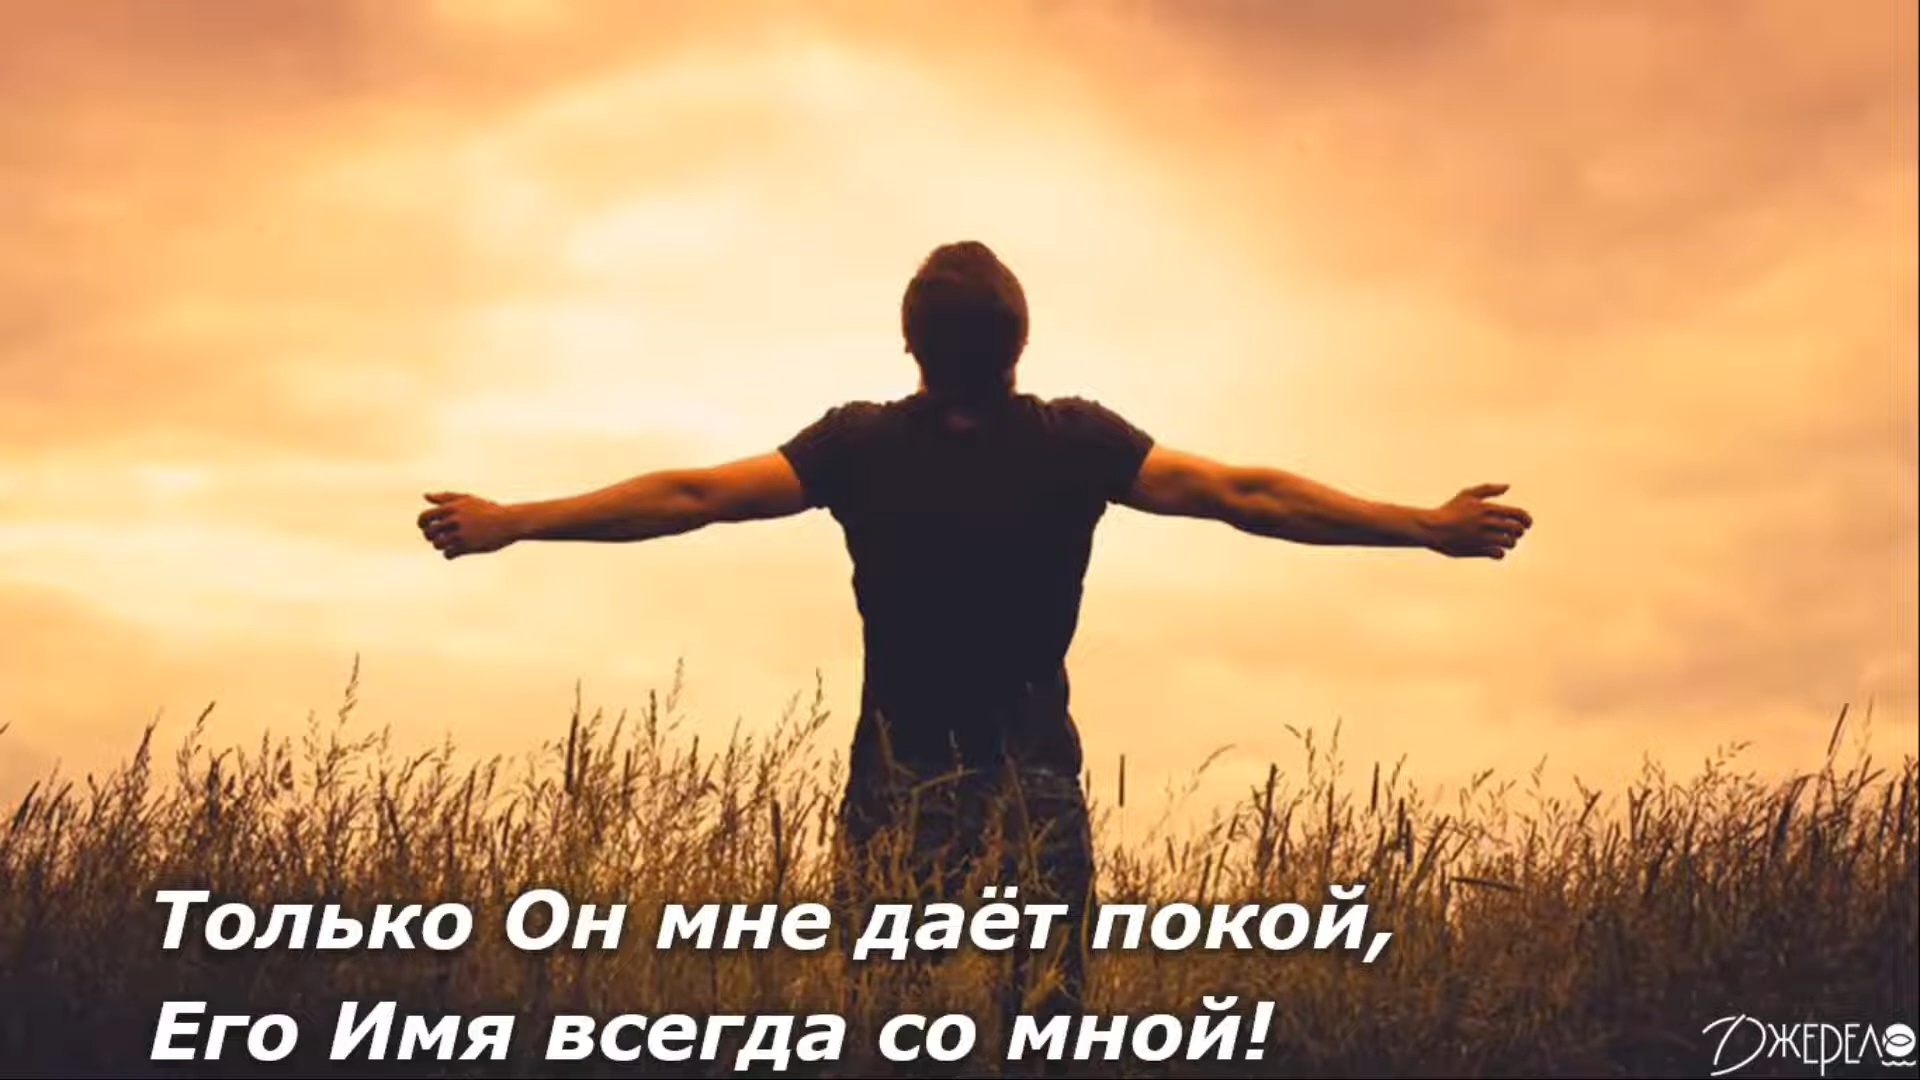 Только Он мне даёт покой,
Его Имя всегда со мной!
ДЖЕРЕЛО